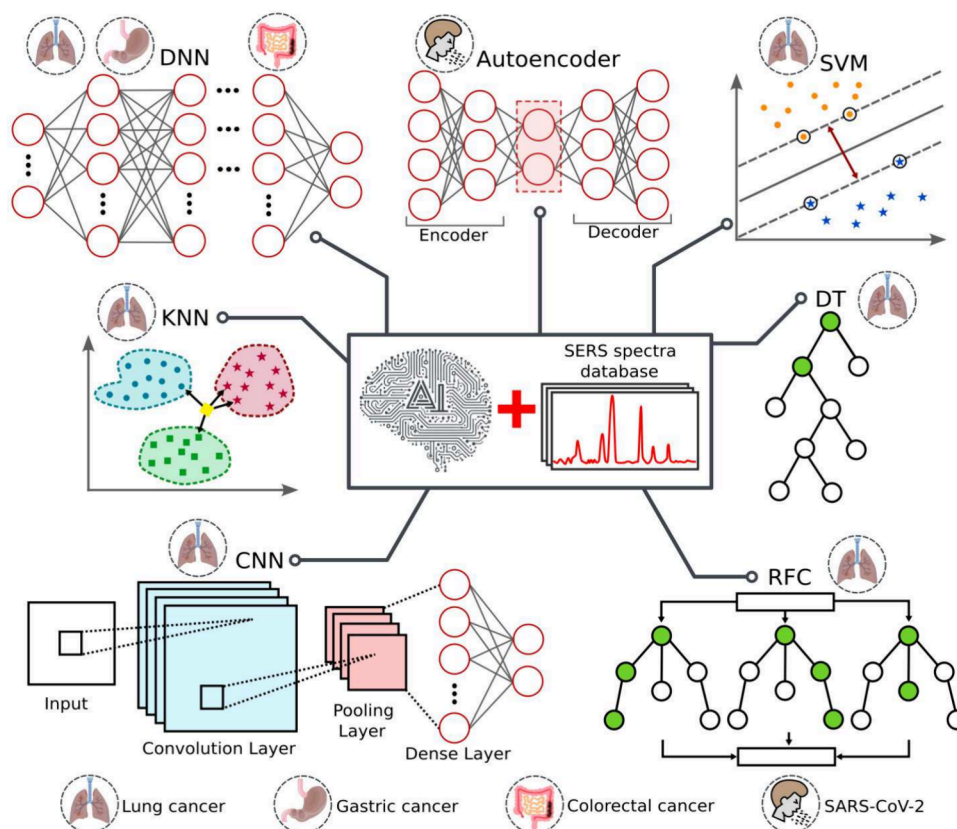 DNN
Autoencoder
SVM
Encoder
Decoder
KNN
DT
SERS spectra
database
AI
CNN
RFC
Input
Convolution Layer
Pooling
Layer
Dense Layer
Lung cancer
Gastric cancer
Colorectal cancer
SARS-CoV-2